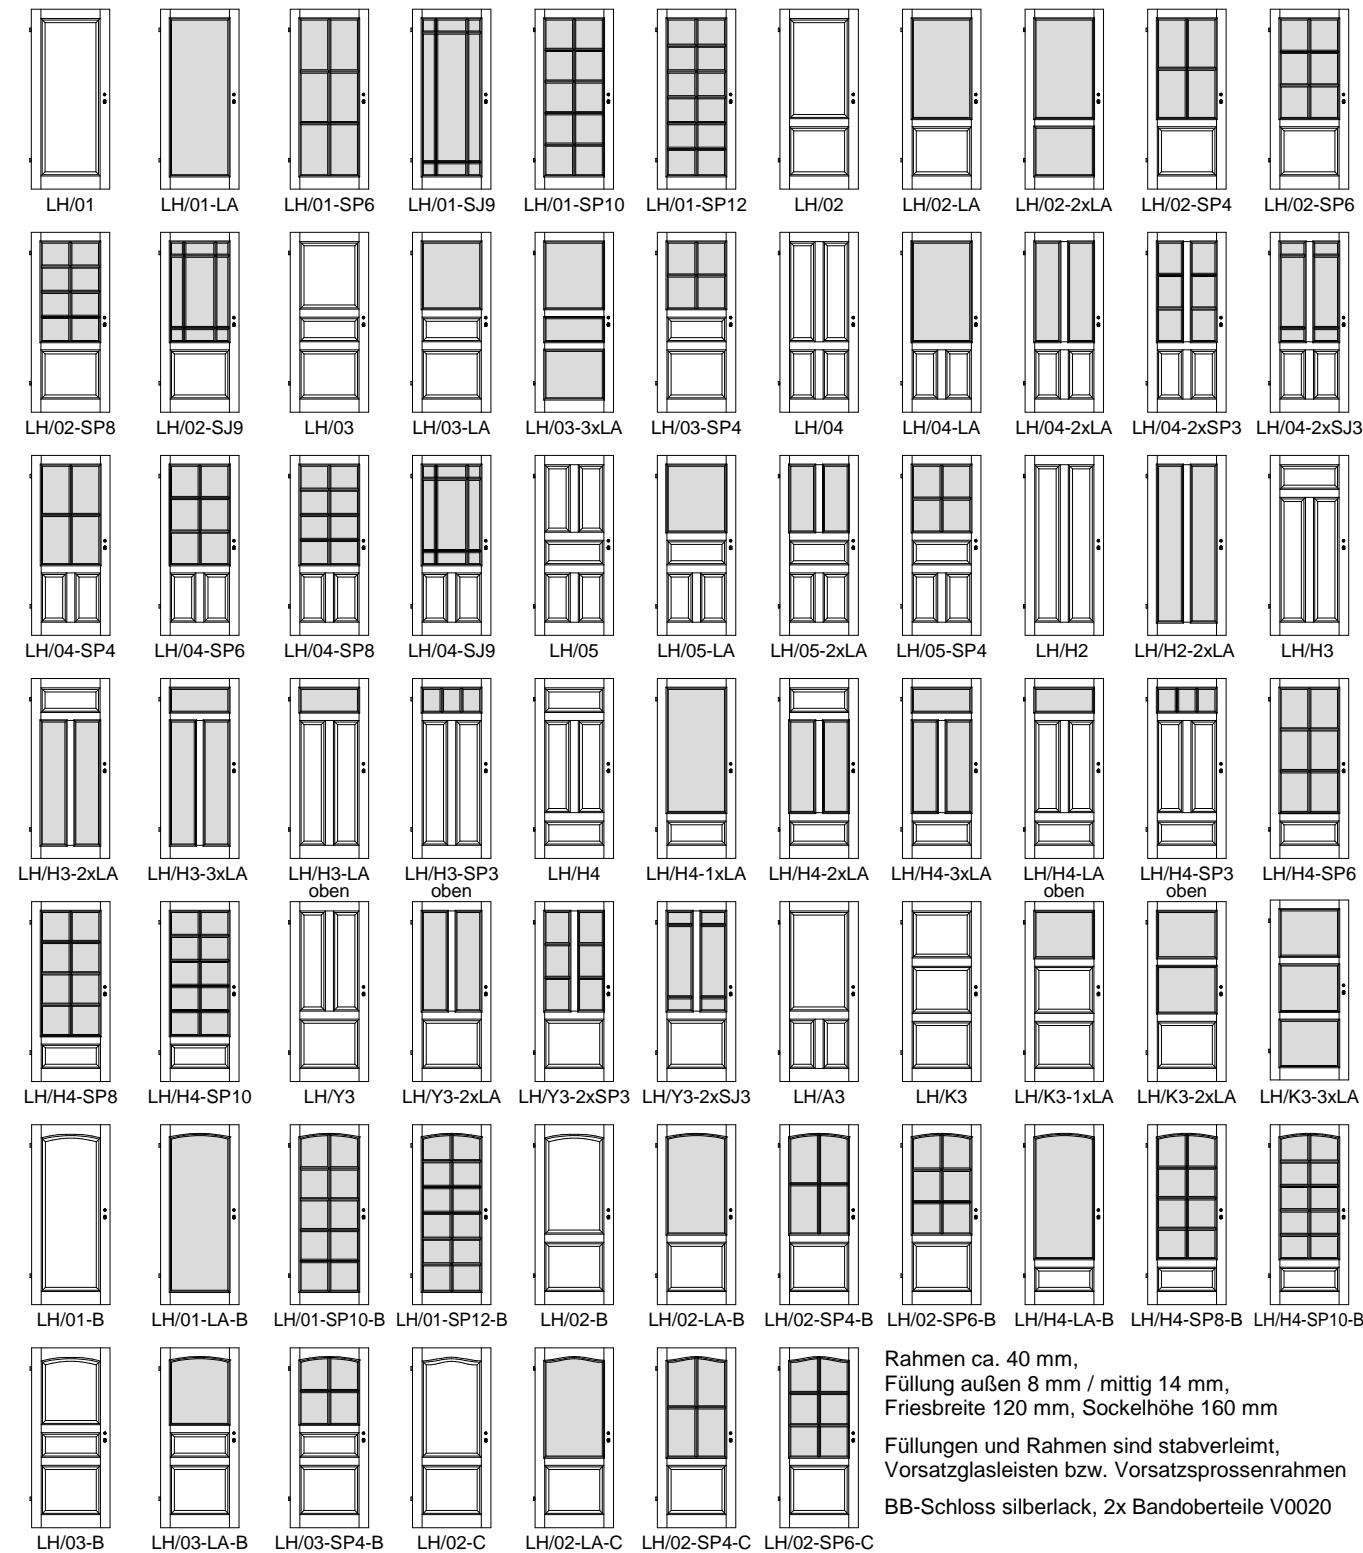 LH/01 LH/01-LA LH/01-SP6 LH/01-SJ9 LH/01-SP10 LH/01-SP12 LH/02 LH/02-LA LH/02-2xLA LH/02-SP4 LH/02-SP6
LH/02-SP8 LH/02-SJ9 LH/03 LH/03-LA LH/03-3xLA LH/03-SP4 LH/04 LH/04-LA LH/04-2xLA LH/04-2xSP3 LH/04-2xSJ3
LH/04-SP4 LH/04-SP6 LH/04-SP8 LH/04-SJ9 LH/05 LH/05-LA LH/05-2xLA LH/05-SP4 LH/H2 LH/H2-2xLA LH/H3
LH/H3-2xLA LH/H3-3xLA LH/H3-LA LH/H3-SP3 LH/H4 LH/H4-1xLA LH/H4-2xLA LH/H4-3xLA LH/H4-LA LH/H4-SP3 LH/H4-SP6
oben oben oben oben
LH/H4-SP8 LH/H4-SP10 LH/Y3 LH/Y3-2xLA LH/Y3-2xSP3 LH/Y3-2xSJ3 LH/A3 LH/K3 LH/K3-1xLA LH/K3-2xLA LH/K3-3xLA
LH/01-B LH/01-LA-B LH/01-SP10-B LH/01-SP12-B LH/02-B LH/02-LA-B LH/02-SP4-B LH/02-SP6-B LH/H4-LA-B LH/H4-SP8-B LH/H4-SP10-B
LH/03-B LH/03-LA-B LH/03-SP4-B LH/02-C LH/02-LA-C LH/02-SP4-C LH/02-SP6-C
Rahmen ca. 40 mm,
Füllung außen 8 mm / mittig 14 mm,
Friesbreite 120 mm, Sockelhöhe 160 mm
Füllungen und Rahmen sind stabverleimt,
Vorsatzglasleisten bzw. Vorsatzsprossenrahmen
BB-Schloss silberlack, 2x Bandoberteile V0020